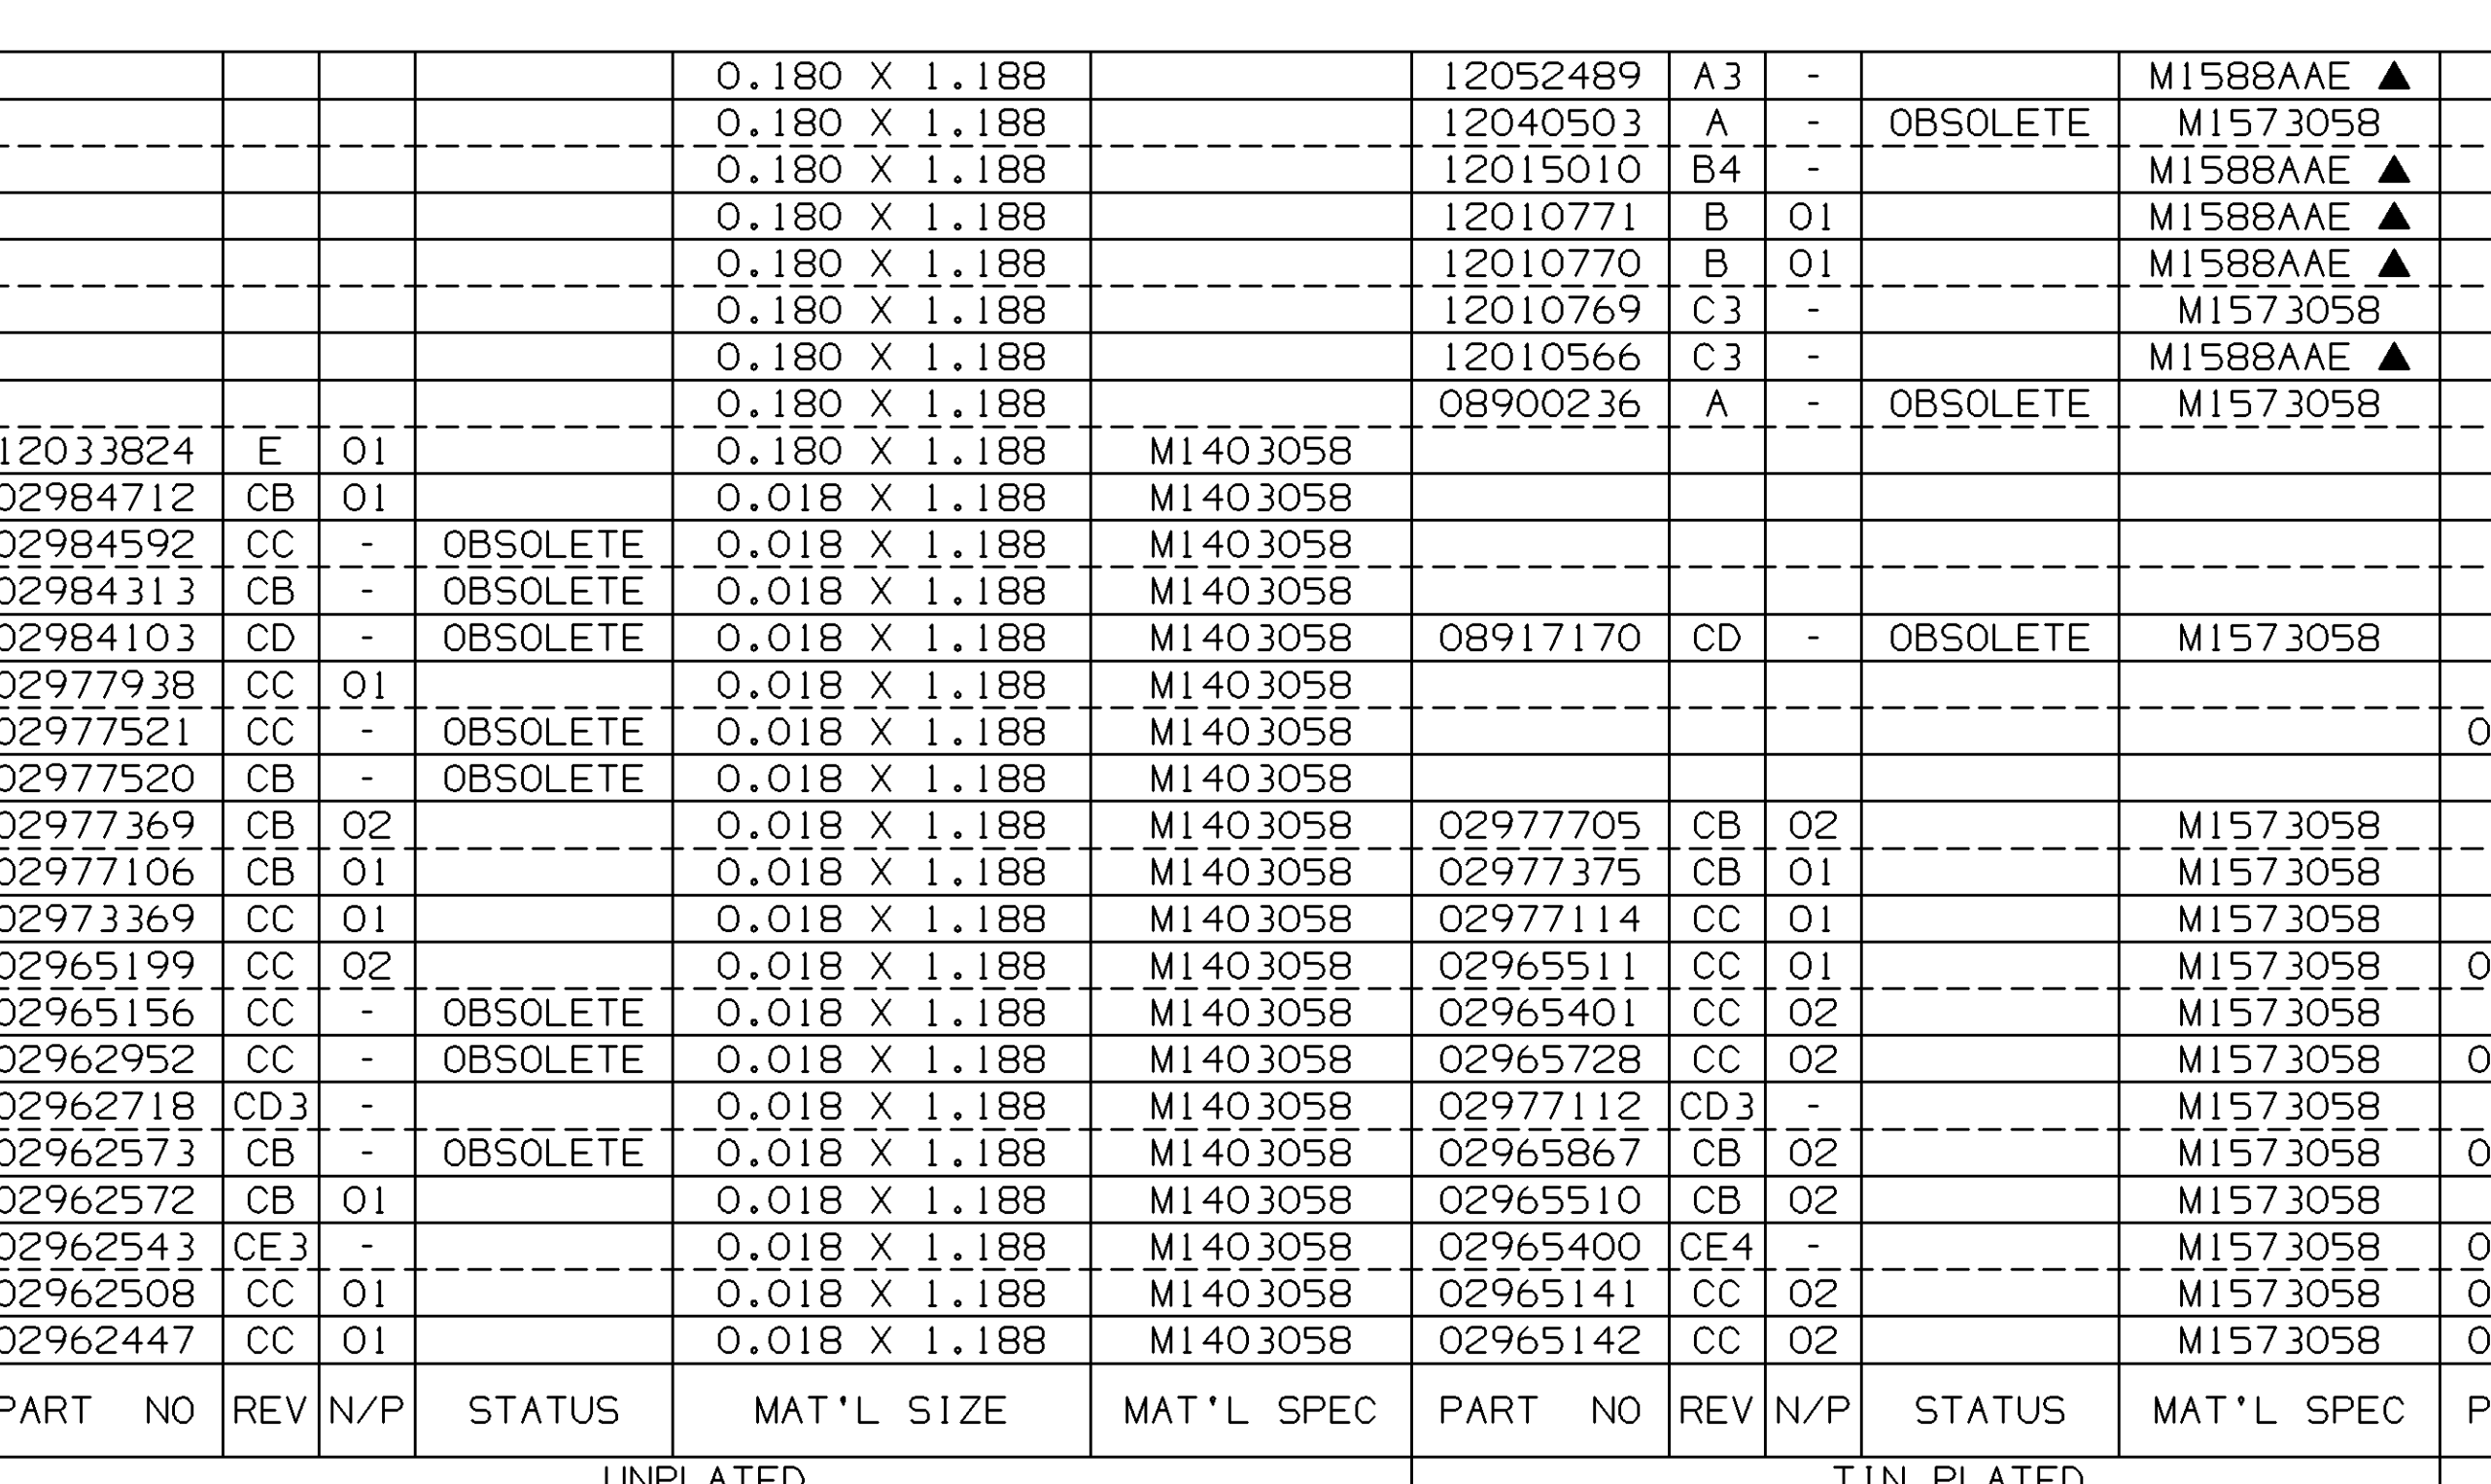 0.180 X 1.188 12052489 A3 - M1588AAE ▲
0.180 X 1.188 12040503 A - OBSOLETE M1573058
0.180 X 1.188 12015010 B4 - M1588AAE ▲
0.180 X 1.188 12010771 B 01 M1588AAE ▲
0.180 X 1.188 12010770 B 01 M1588AAE ▲
0.180 X 1.188 12010769 C3 - M1573058
0.180 X 1.188 12010566 C3 - M1588AAE ▲
0.180 X 1.188 08900236 A - OBSOLETE M1573058
12033824 E 01 0.180 X 1.188 M1403058
02984712 CB 01 0.018 X 1.188 M1403058
02984592 CC - OBSOLETE 0.018 X 1.188 M1403058
02984313 CB - OBSOLETE 0.018 X 1.188 M1403058
02984103 CD - OBSOLETE 0.018 X 1.188 M1403058 08917170 CD - OBSOLETE M1573058
02977938 CC 01 0.018 X 1.188 M1403058
02977521 CC - OBSOLETE 0.018 X 1.188 M1403058 0
02977520 CB - OBSOLETE 0.018 X 1.188 M1403058
02977369 CB 02 0.018 X 1.188 M1403058 02977705 CB 02 M1573058
02977106 CB 01 0.018 X 1.188 M1403058 02977375 CB 01 M1573058
02973369 CC 01 0.018 X 1.188 M1403058 02977114 CC 01 M1573058
02965199 CC 02 0.018 X 1.188 M1403058 02965511 CC 01 M1573058 0
02965156 CC - OBSOLETE 0.018 X 1.188 M1403058 02965401 CC 02 M1573058
02962952 CC - OBSOLETE 0.018 X 1.188 M1403058 02965728 CC 02 M1573058 0
02962718 CD3 - 0.018 X 1.188 M1403058 02977112 CD3 - M1573058
02962573 CB - OBSOLETE 0.018 X 1.188 M1403058 02965867 CB 02 M1573058 0
02962572 CB 01 0.018 X 1.188 M1403058 02965510 CB 02 M1573058
02962543 CE3 - 0.018 X 1.188 M1403058 02965400 CE4 - M1573058 0
02962508 CC 01 0.018 X 1.188 M1403058 02965141 CC 02 M1573058 0
02962447 CC 01 0.018 X 1.188 M1403058 02965142 CC 02 M1573058 0
PART NO REV N/P STATUS MAT'L SIZE MAT'L SPEC PART NO REV N/P STATUS MAT'L SPEC P
UNPLATED TIN PLATED